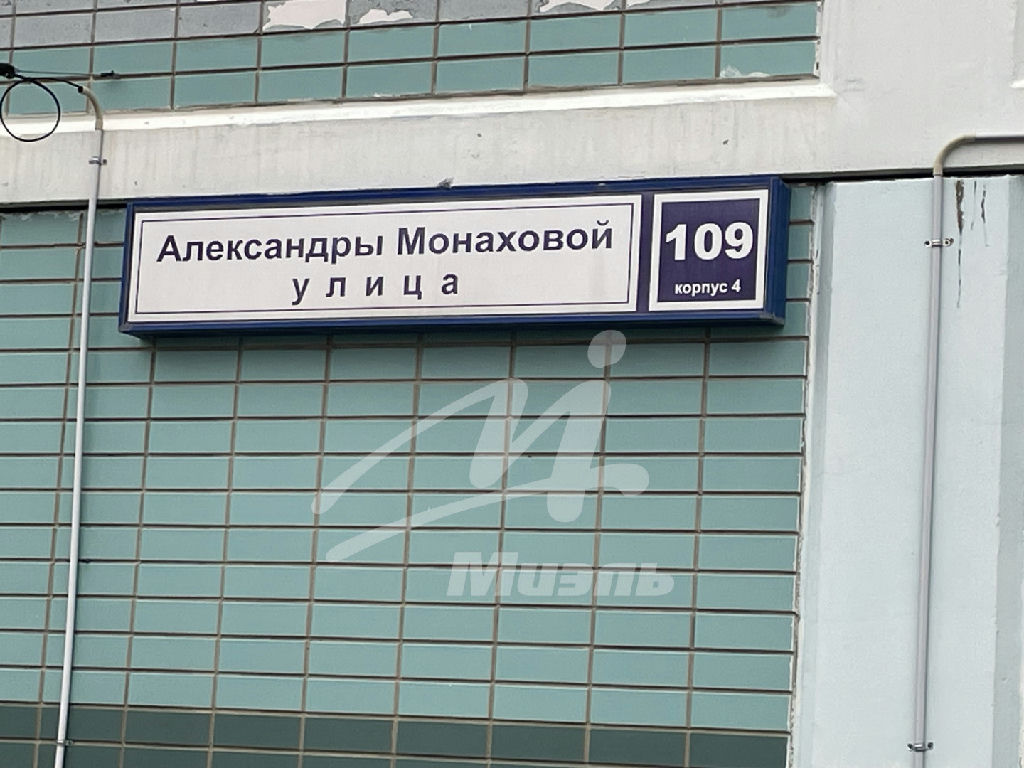 Александры Монаховой
улица
109
корпус 4
Миэль